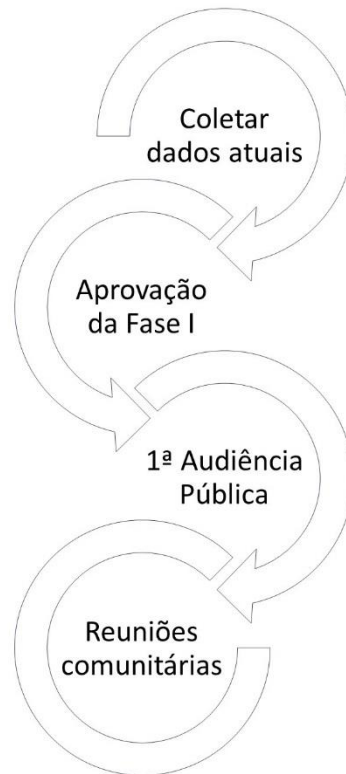 Coletar
dados atuais
Aprovação
da Fase I
1ª Audiência
Pública
Reuniões
comunitárias